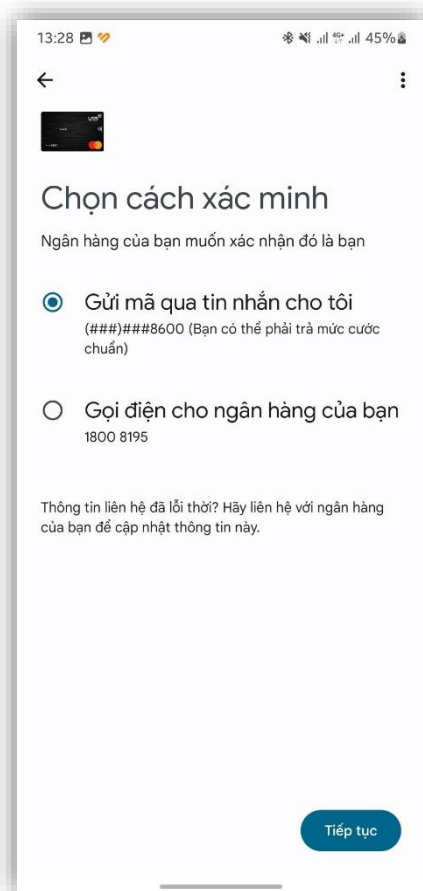 13:28
4G+ 45%
VIB
Chọn cách xác minh
Ngân hàng của bạn muốn xác nhận đó là bạn
Gửi mã qua tin nhắn cho tôi
(###)###8600 (Bạn có thể phải trả mức cước
chuẩn)
Gọi điện cho ngân hàng của bạn
1800 8195
Thông tin liên hệ đã lỗi thời? Hãy liên hệ với ngân hàng
của bạn để cập nhật thông tin này.
Tiếp tục